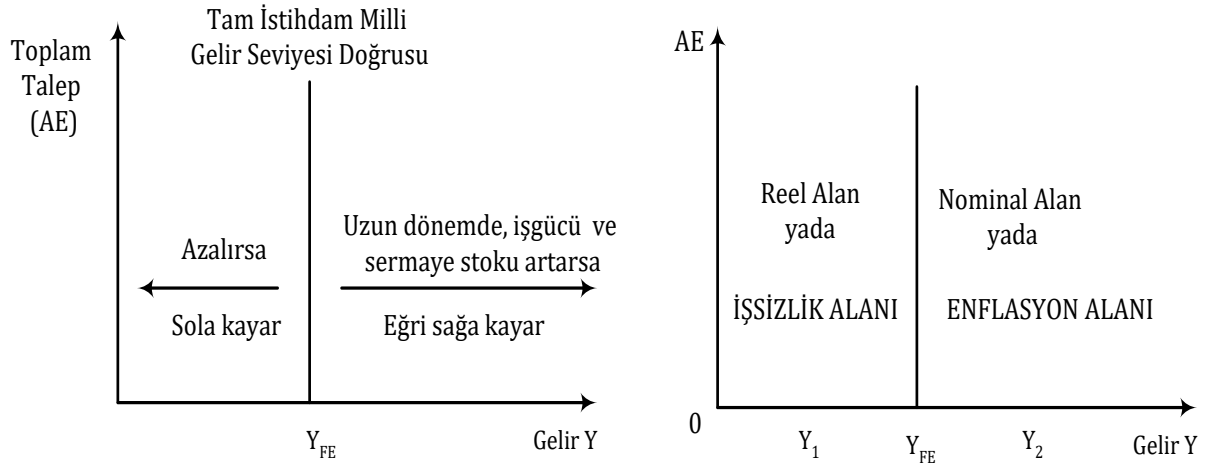 Tam İstihdam Milli
Gelir Seviyesi Doğrusu
Toplam
Talep
(AE)
Azalırsa
Sola kayar
Uzun dönemde, işgücü ve
sermaye stoku artarsa
Eğri sağa kayar
Y_FE
Gelir Y
AE
Reel Alan
yada
İŞSİZLİK ALANI
Nominal Alan
yada
ENFLASYON ALANI
0
Y_1
Y_FE
Y_2
Gelir Y